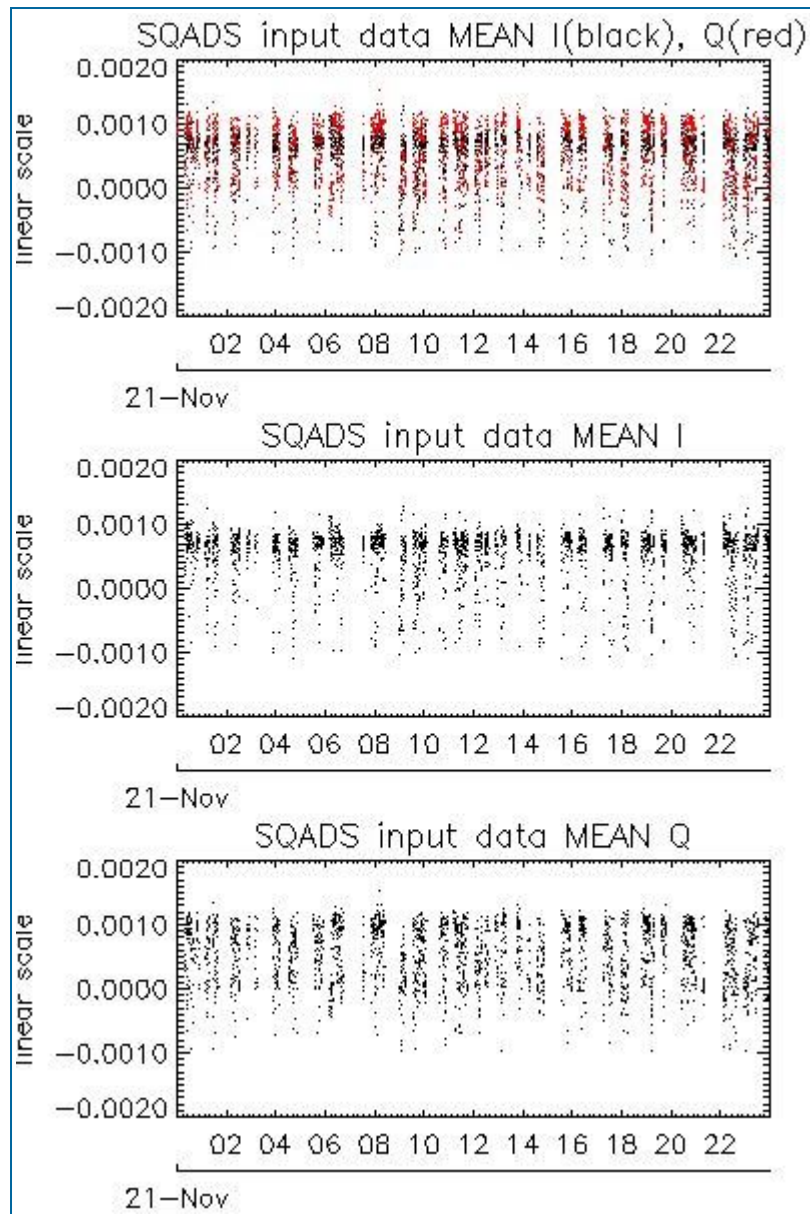 SQADS input data MEAN I(black), Q(red)
linear scale
0.0020
0.0010
0.0000
−0.0010
−0.0020
02 04 06 08 10 12 14 16 18 20 22
21−Nov
SQADS input data MEAN I
linear scale
0.0020
0.0010
0.0000
−0.0010
−0.0020
02 04 06 08 10 12 14 16 18 20 22
21−Nov
SQADS input data MEAN Q
linear scale
0.0020
0.0010
0.0000
−0.0010
−0.0020
02 04 06 08 10 12 14 16 18 20 22
21−Nov